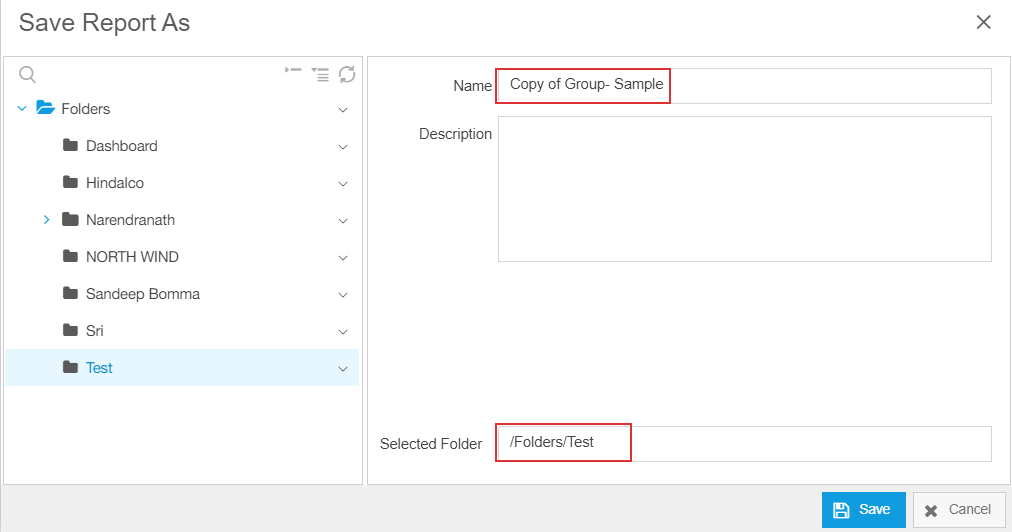 Save Report As
Folders
Dashboard
Hindalco
Narendranath
NORTH WIND
Sandeep Bomma
Sri
Test
Name
Copy of Group- Sample
Description
Selected Folder
/Folders/Test
Save
Cancel